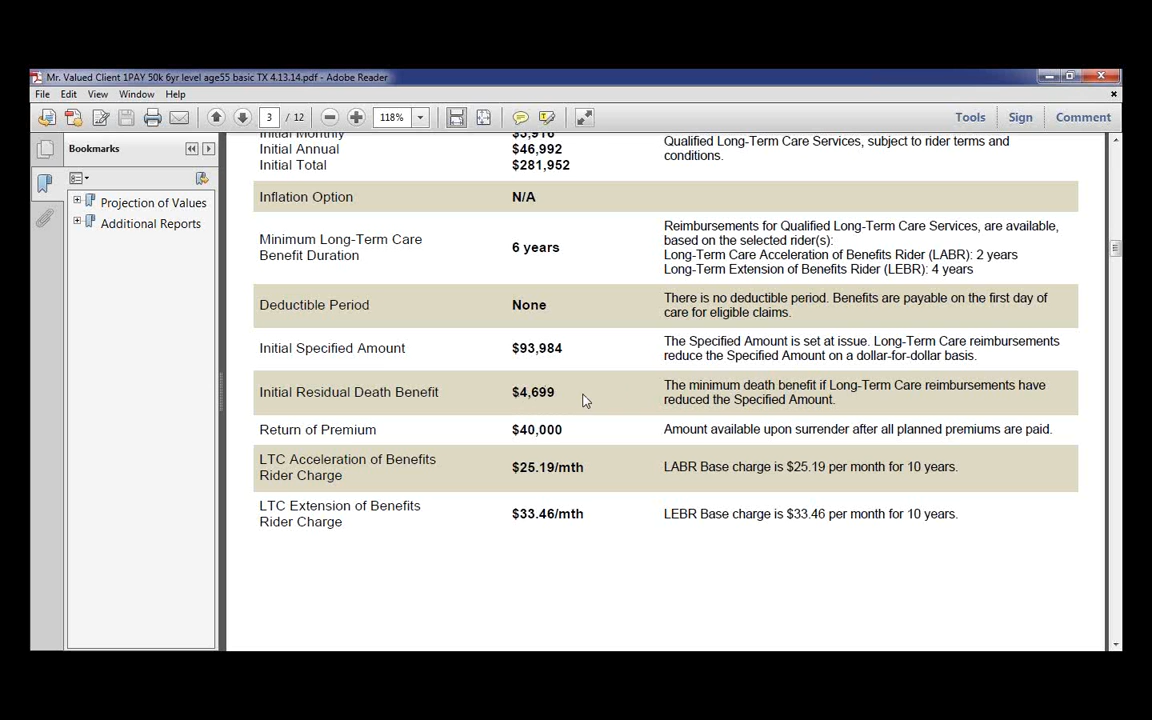 Mr. Valued Client 1PAY 50k 6yr level age55 basic TX 4.13.14.pdf - Adobe Reader
File Edit View Window Help
3 / 12 118% Tools Sign Comment
Bookmarks
Projection of Values
Additional Reports
Initial Monthly $3,916
Initial Annual $46,992
Initial Total $281,952
Qualified Long-Term Care Services, subject to rider terms and
conditions.
Inflation Option N/A
Minimum Long-Term Care
Benefit Duration
6 years
Reimbursements for Qualified Long-Term Care Services, are available,
based on the selected rider(s):
Long-Term Care Acceleration of Benefits Rider (LABR): 2 years
Long-Term Extension of Benefits Rider (LEBR): 4 years
Deductible Period
None
There is no deductible period. Benefits are payable on the first day of
care for eligible claims.
Initial Specified Amount
$93,984
The Specified Amount is set at issue. Long-Term Care reimbursements
reduce the Specified Amount on a dollar-for-dollar basis.
Initial Residual Death Benefit
$4,699
The minimum death benefit if Long-Term Care reimbursements have
reduced the Specified Amount.
Return of Premium
$40,000
Amount available upon surrender after all planned premiums are paid.
LTC Acceleration of Benefits
Rider Charge
$25.19/mth
LABR Base charge is $25.19 per month for 10 years.
LTC Extension of Benefits
Rider Charge
$33.46/mth
LEBR Base charge is $33.46 per month for 10 years.